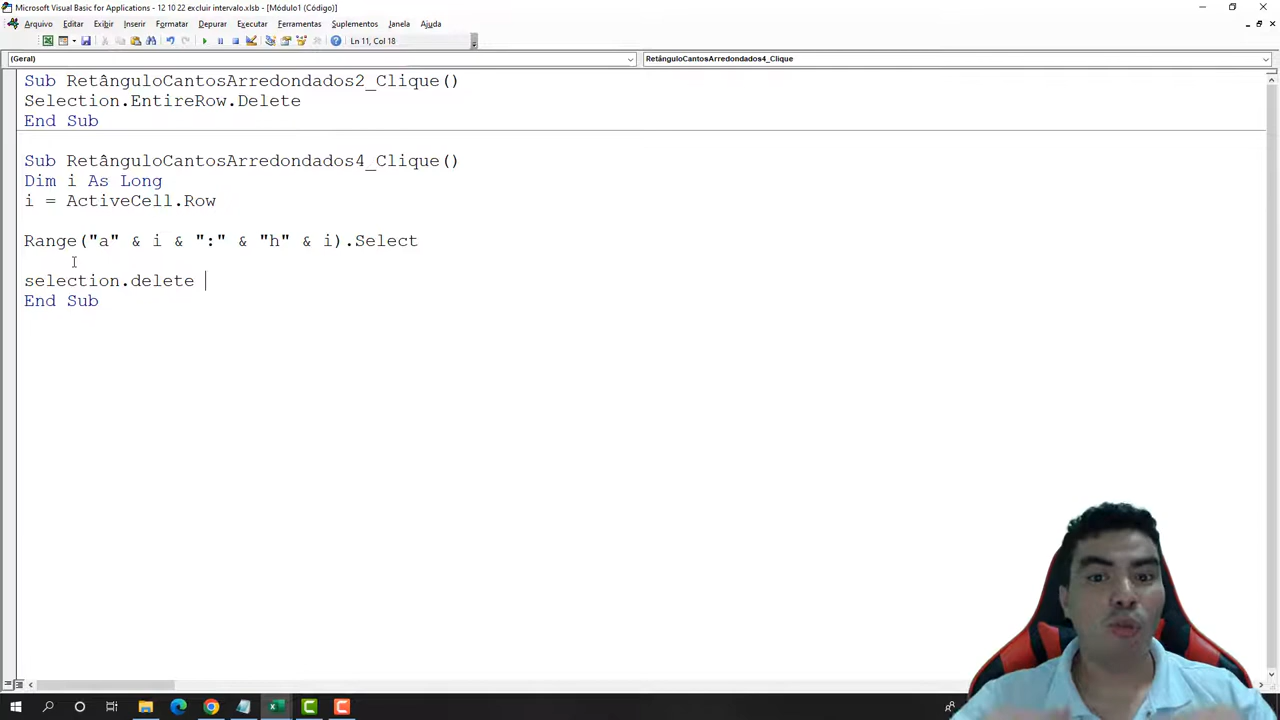 Microsoft Visual Basic for Applications - 12 10 22 excluir intervalo.xlsb - [Módulo1 (Código)]
Arquivo Editar Exibir Inserir Formatar Depurar Executar Ferramentas Suplementos Janela Ajuda
Ln 11, Col 18
(Geral) RetânguloCantosArredondados4_Clique
Sub RetânguloCantosArredondados2_Clique()
Selection.EntireRow.Delete
End Sub
Sub RetânguloCantosArredondados4_Clique()
Dim i As Long
i = ActiveCell.Row
Range("a" & i & ":" & "h" & i).Select
selection.delete
End Sub